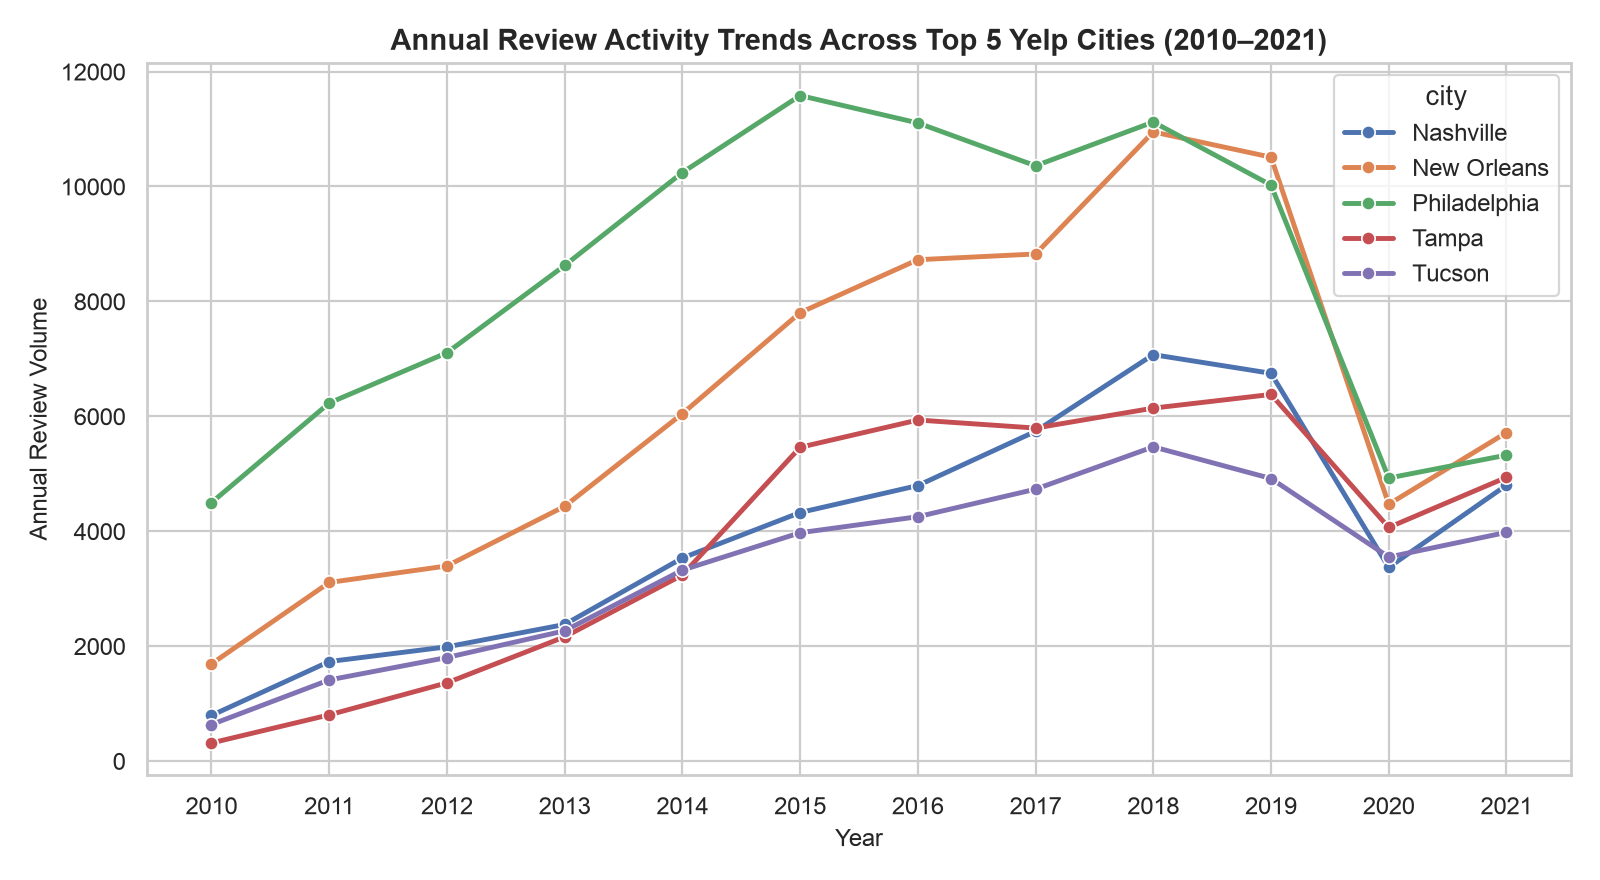 Annual Review Activity Trends Across Top 5 Yelp Cities (2010–2021)
12000
10000
8000
6000
4000
2000
0
Annual Review Volume
city
Nashville
New Orleans
Philadelphia
Tampa
Tucson
2010 2011 2012 2013 2014 2015 2016 2017 2018 2019 2020 2021
Year